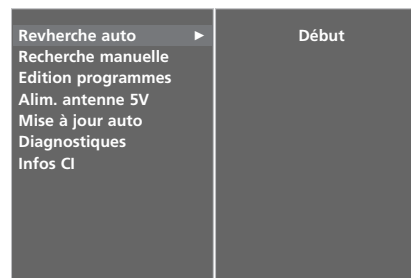 Revherche auto ► Début
Recherche manuelle
Edition programmes
Alim. antenne 5V
Mise à jour auto
Diagnostiques
Infos CI